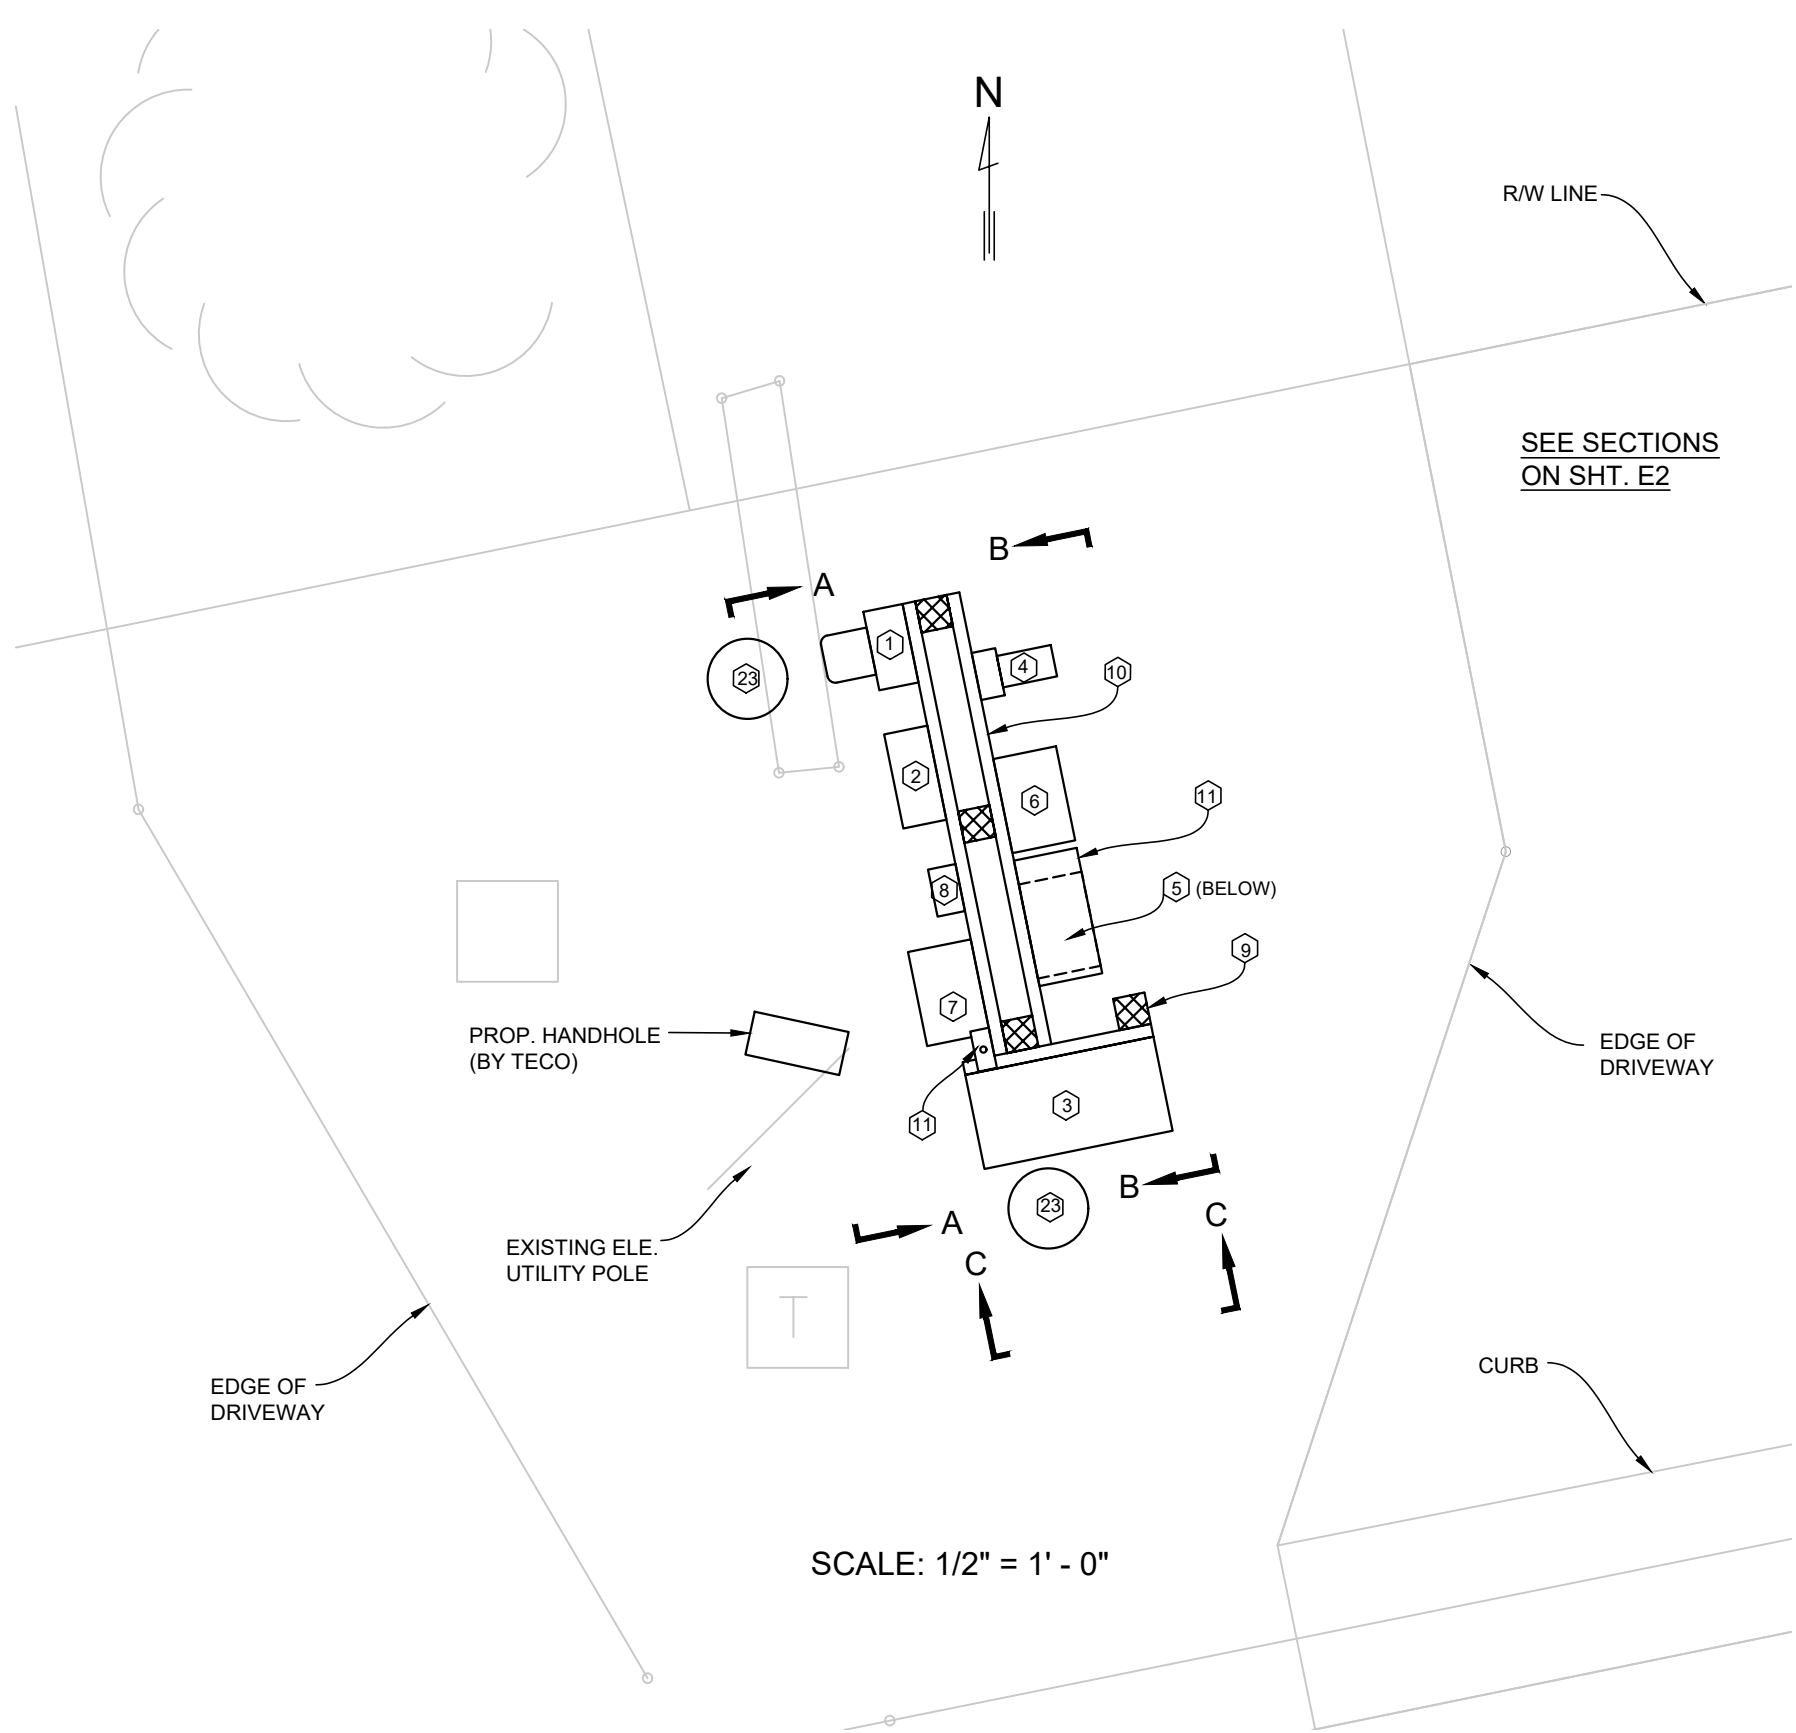 N
R/W LINE
SEE SECTIONS
ON SHT. E2
B
A
1
4
10
23
2
6
11
8
5 (BELOW)
9
7
PROP. HANDHOLE
(BY TECO)
EDGE OF
DRIVEWAY
3
11
B
23
C
A
EXISTING ELE.
UTILITY POLE
C
T
EDGE OF
DRIVEWAY
CURB
SCALE: 1/2" = 1' - 0"